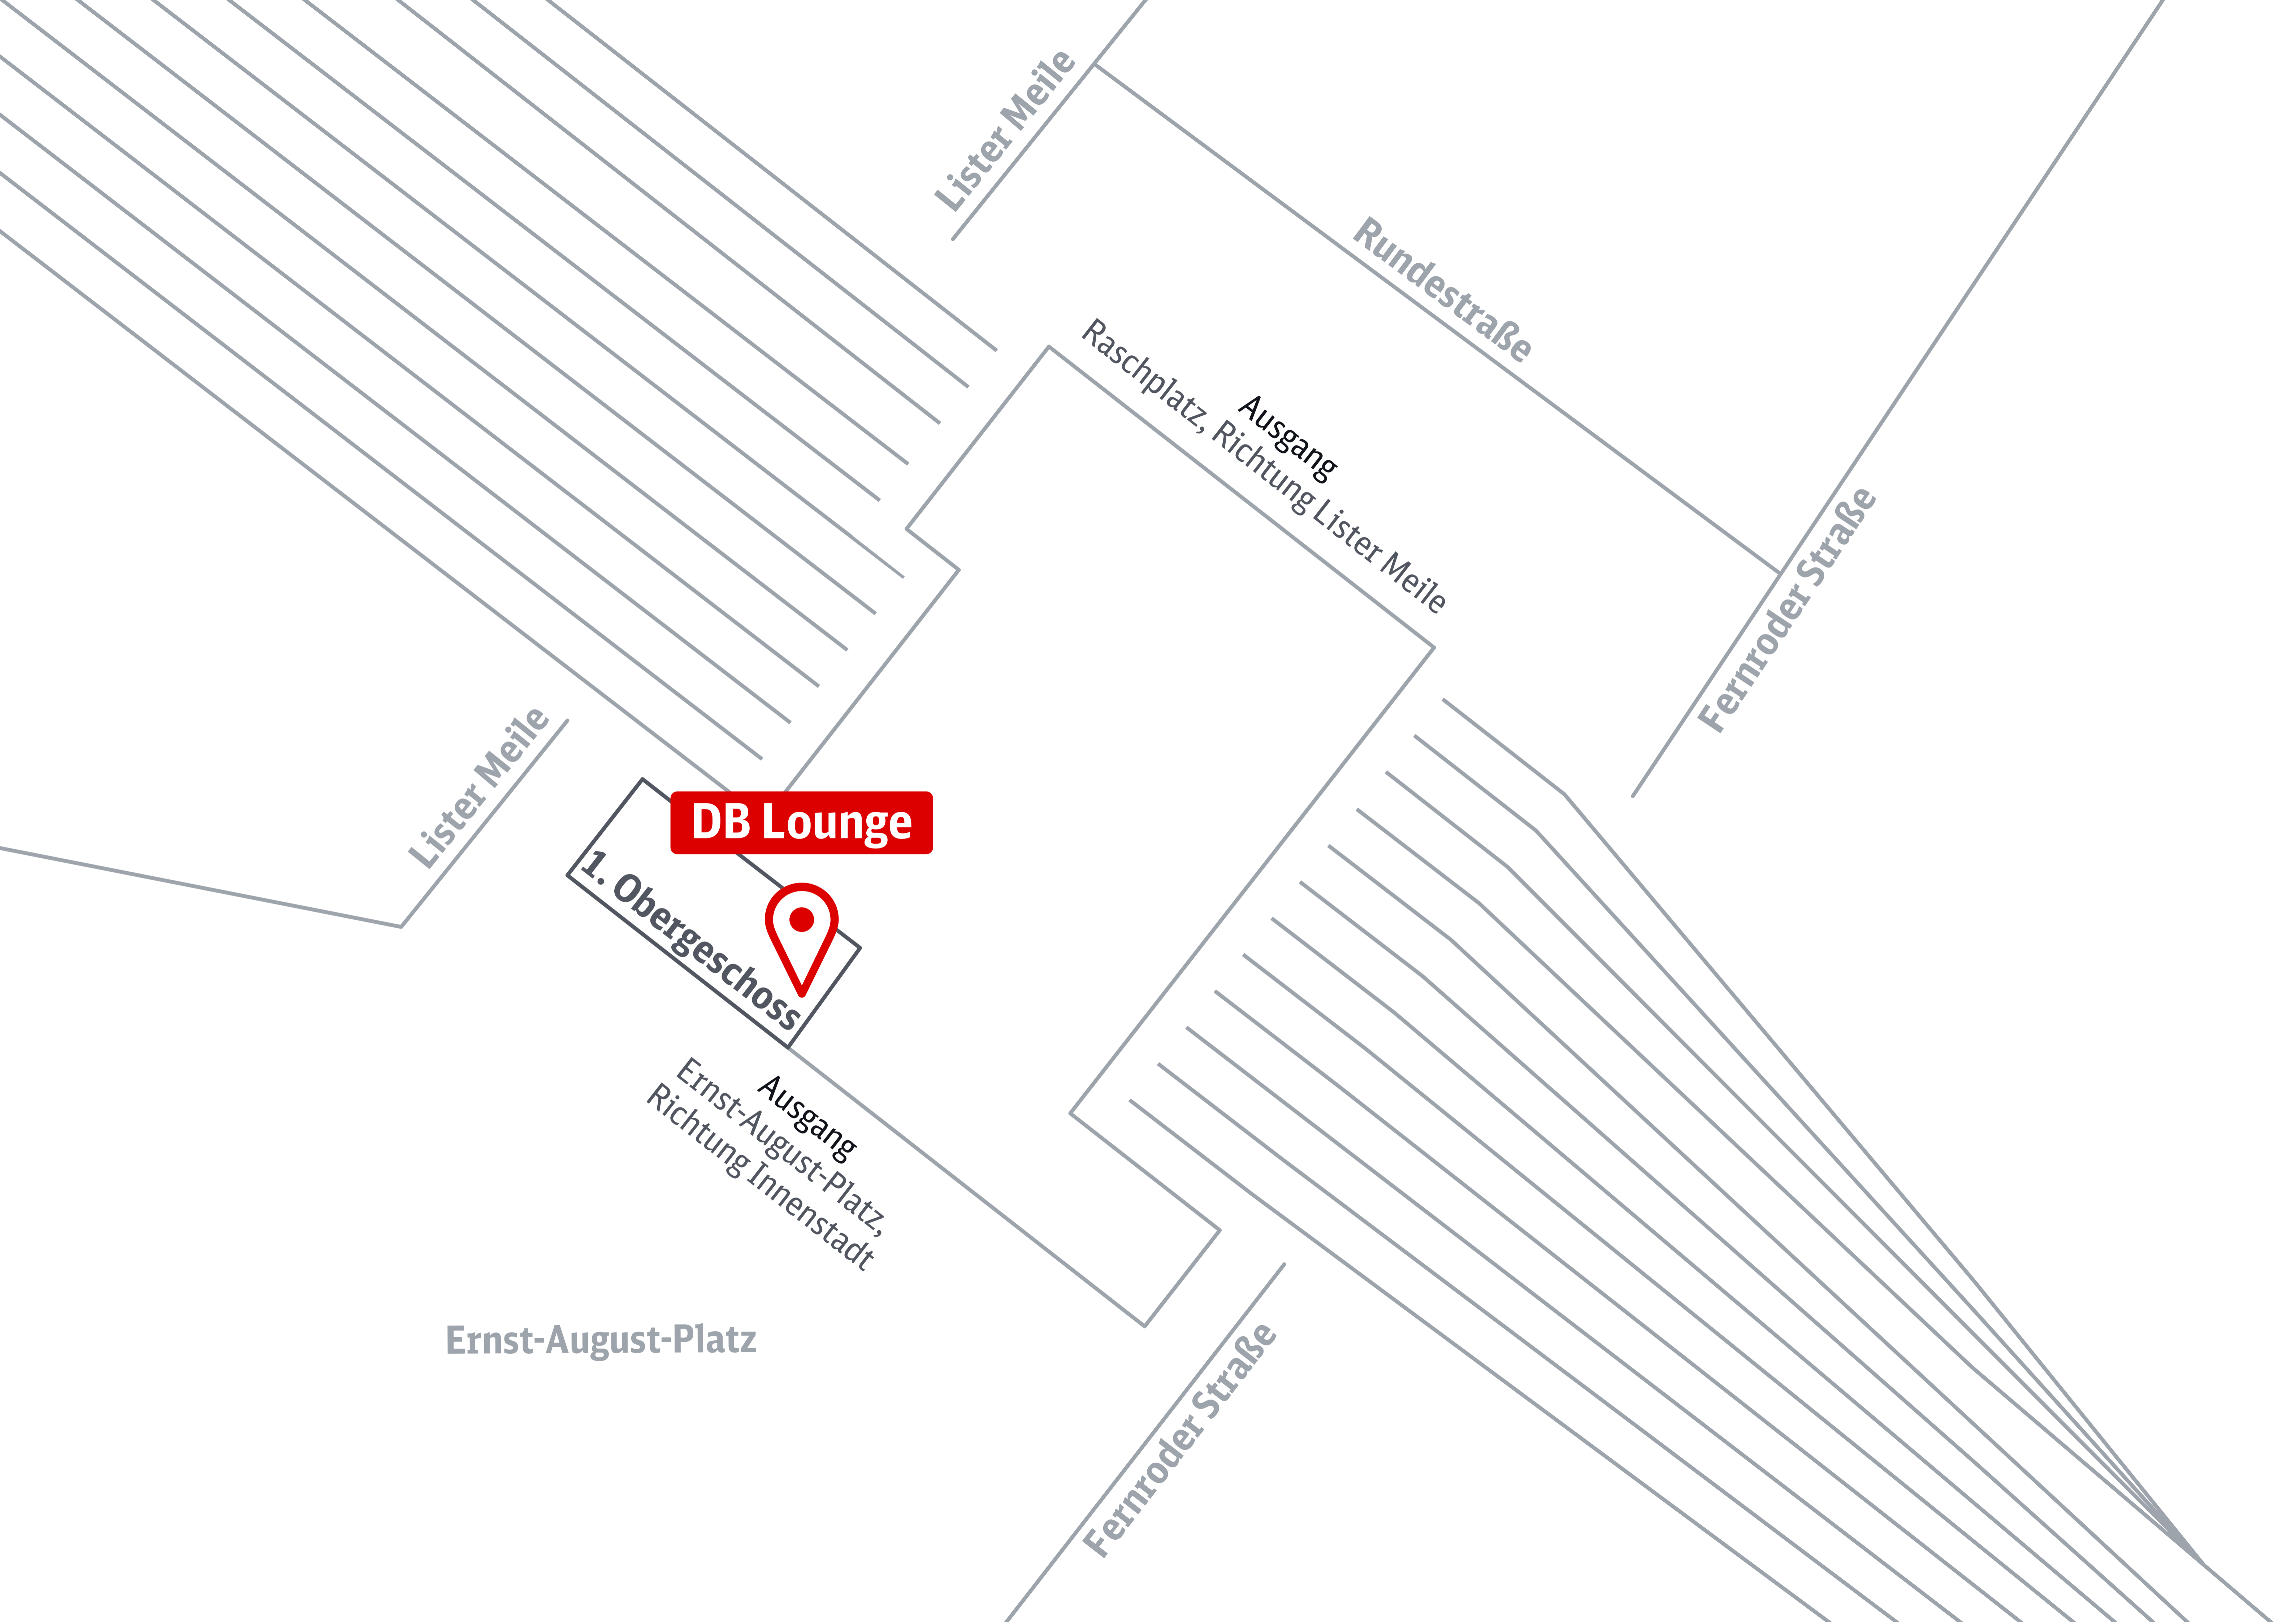 Lister Meile
Rundestraße
Ausgang
Raschplatz, Richtung Lister Meile
Fernroder Straße
Lister Meile
DB Lounge
1. Obergeschoss
Ausgang
Ernst-August-Platz,
Richtung Innenstadt
Ernst-August-Platz
Fernroder Straße